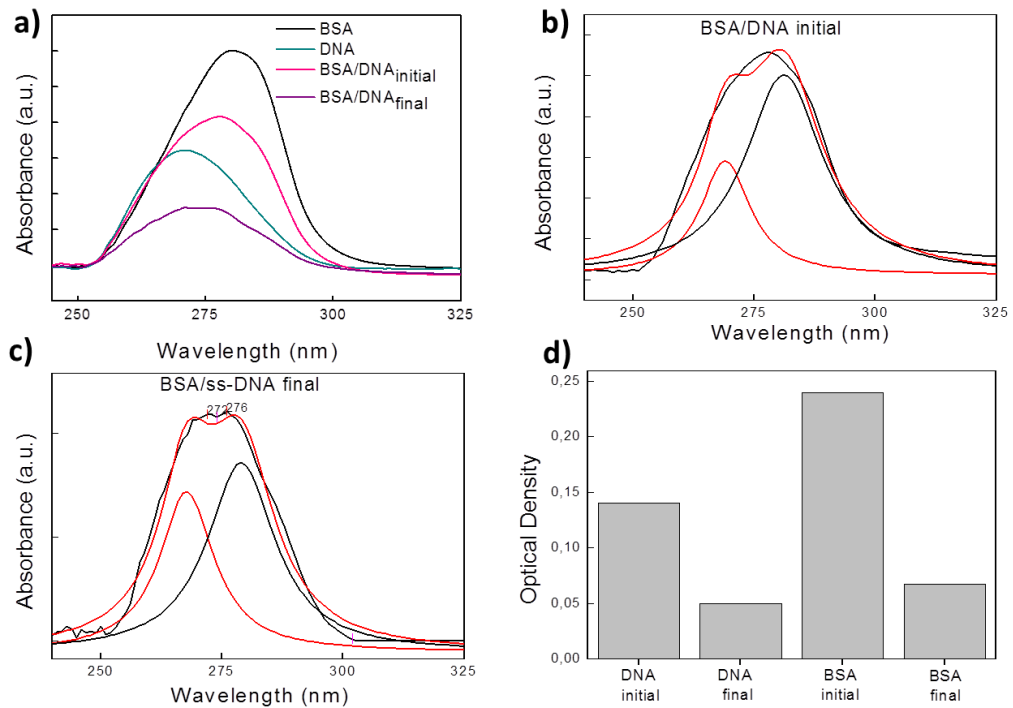 a)
BSA
DNA
BSA/DNAinitial
BSA/DNAfinal
Absorbance (a.u.)
250 275 300 325
Wavelength (nm)
b)
BSA/DNA initial
Absorbance (a.u.)
250 275 300 325
Wavelength (nm)
c)
BSA/ss-DNA final
272 276
Absorbance (a.u.)
250 275 300 325
Wavelength (nm)
d)
0,25
0,20
0,15
0,10
0,05
0,00
Optical Density
DNA DNA BSA BSA
initial final initial final